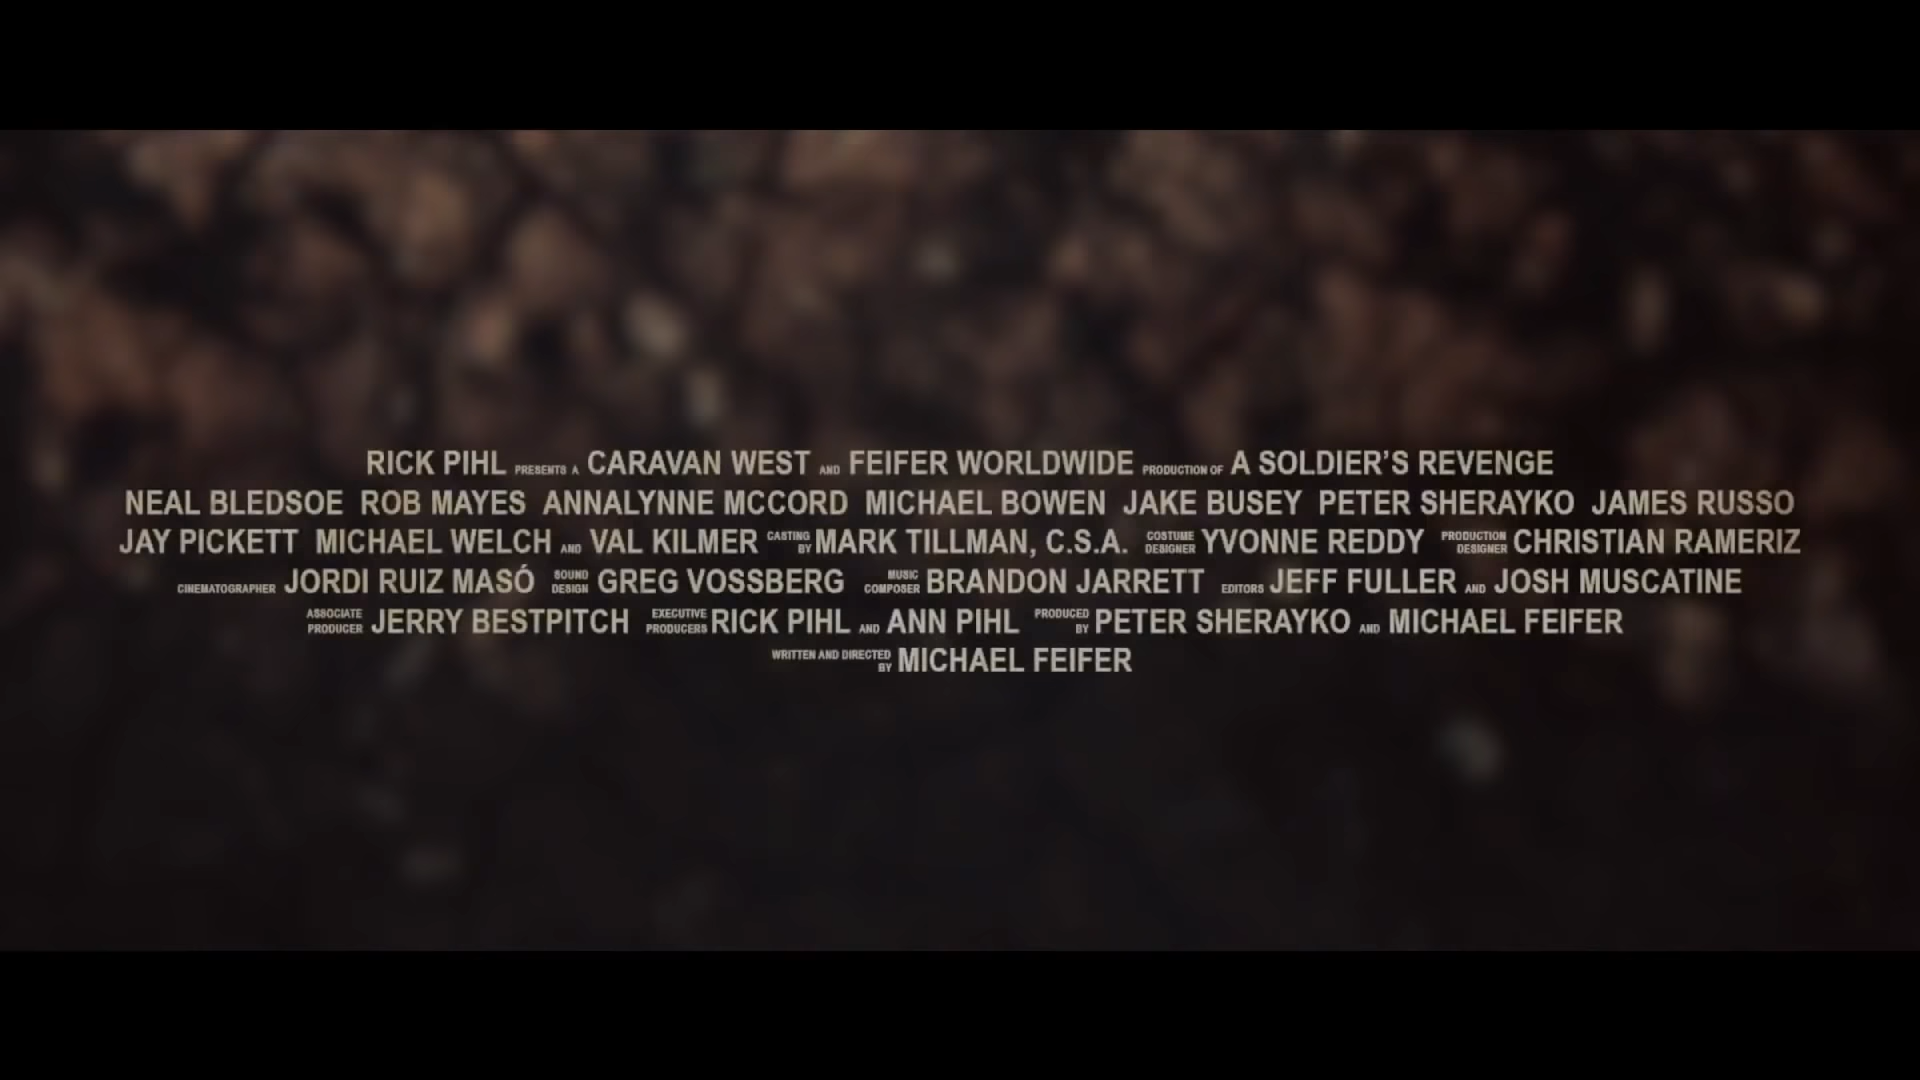 RICK PIHL PRESENTS A CARAVAN WEST AND FEIFER WORLDWIDE PRODUCTION OF A SOLDIER'S REVENGE
NEAL BLEDSOE ROB MAYES ANNALYNNE MCCORD MICHAEL BOWEN JAKE BUSEY PETER SHERAYKO JAMES RUSSO
JAY PICKETT MICHAEL WELCH AND VAL KILMER CASTING BY MARK TILLMAN, C.S.A. COSTUME DESIGNER YVONNE REDDY PRODUCTION DESIGNER CHRISTIAN RAMERIZ
CINEMATOGRAPHER JORDI RUIZ MASÓ SOUND DESIGN GREG VOSSBERG MUSIC COMPOSER BRANDON JARRETT EDITORS JEFF FULLER AND JOSH MUSCATINE
ASSOCIATE PRODUCER JERRY BESTPITCH EXECUTIVE PRODUCERS RICK PIHL AND ANN PIHL PRODUCED BY PETER SHERAYKO AND MICHAEL FEIFER
WRITTEN AND DIRECTED BY MICHAEL FEIFER